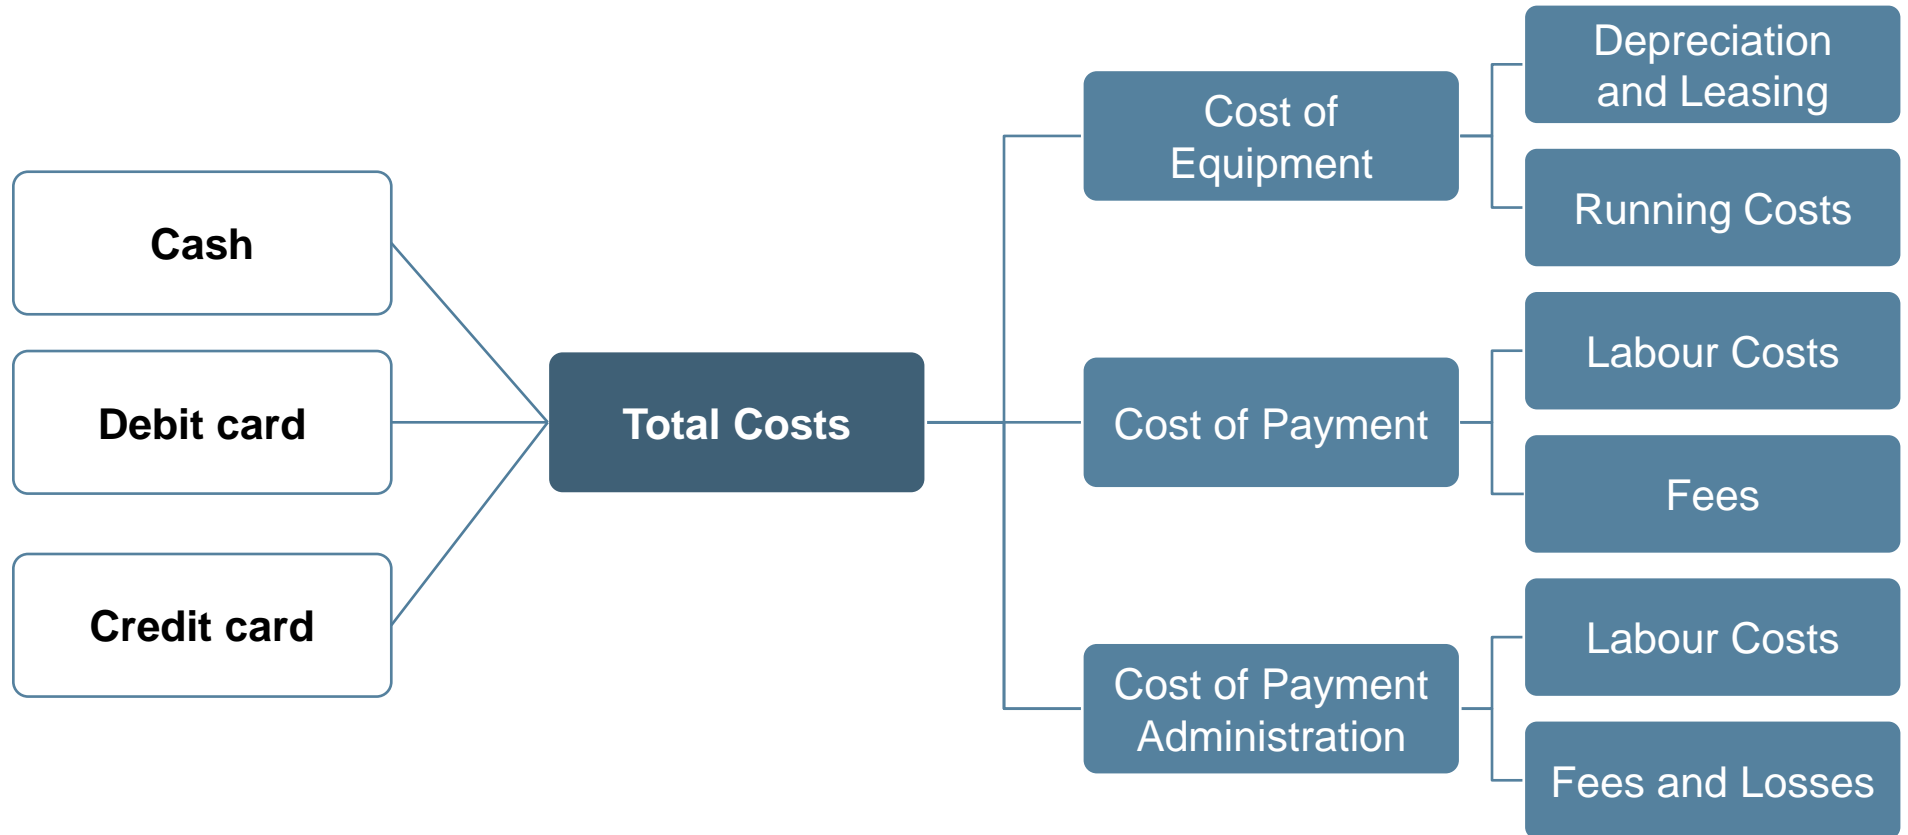 Cash
Debit card
Credit card
Total Costs
Cost of
Equipment
Cost of Payment
Cost of Payment
Administration
Depreciation
and Leasing
Running Costs
Labour Costs
Fees
Labour Costs
Fees and Losses